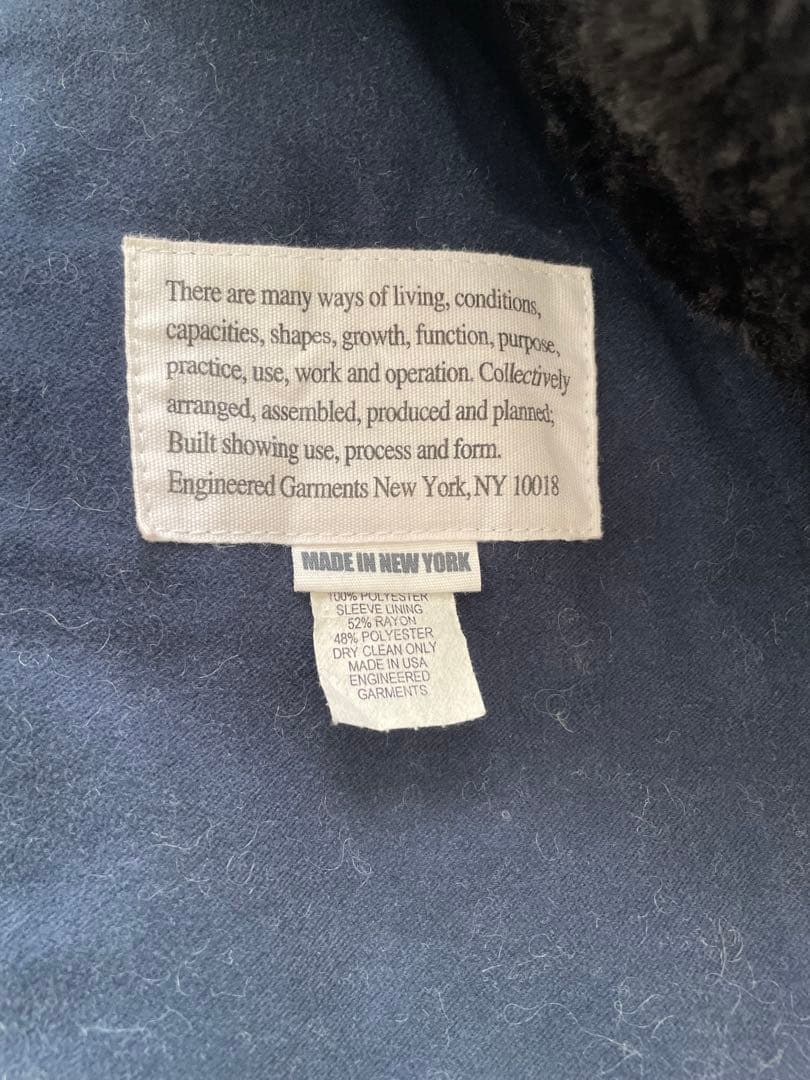 There are many ways of living, conditions,
capacities, shapes, growth, function, purpose,
practice, use, work and operation. Collectively
arranged, assembled, produced and planned;
Built showing use, process and form.
Engineered Garments New York, NY 10018
MADE IN NEW YORK
100% POLYESTER
SLEEVE LINING
52% RAYON
48% POLYESTER
DRY CLEAN ONLY
MADE IN USA
ENGINEERED
GARMENTS